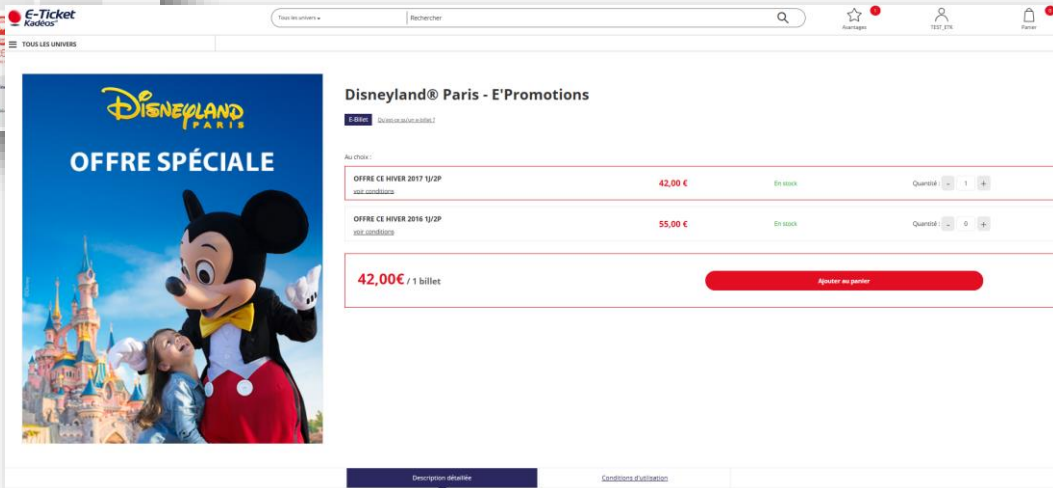 E-Ticket
Kadéos
Tous les univers
Rechercher
Avantages
TEST_ETK
Panier
TOUS LES UNIVERS
DISNEYLAND
PARIS
OFFRE SPÉCIALE
©Disney
Disneyland® Paris - E'Promotions
E-Billet Qu'est-ce qu'un e-billet ?
Au choix :
OFFRE CE HIVER 2017 1J/2P 42,00 € En stock Quantité : - 1 +
voir conditions
OFFRE CE HIVER 2016 1J/2P 55,00 € En stock Quantité : - 0 +
voir conditions
42,00€ / 1 billet Ajouter au panier
Description détaillée Conditions d'utilisation